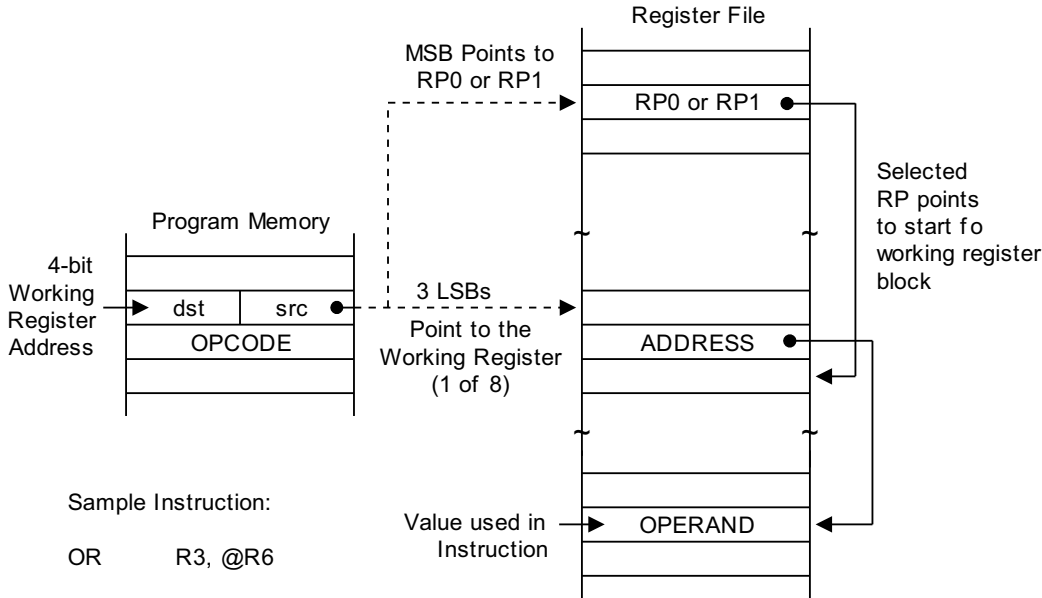 Register File
MSB Points to
RP0 or RP1
RP0 or RP1
Selected
RP points
to start fo
working register
block
Program Memory
4-bit
Working
Register
Address
dst
src
OPCODE
3 LSBs
Point to the
Working Register
(1 of 8)
ADDRESS
~
~
~
~
Sample Instruction:
OR R3, @R6
Value used in
Instruction
OPERAND